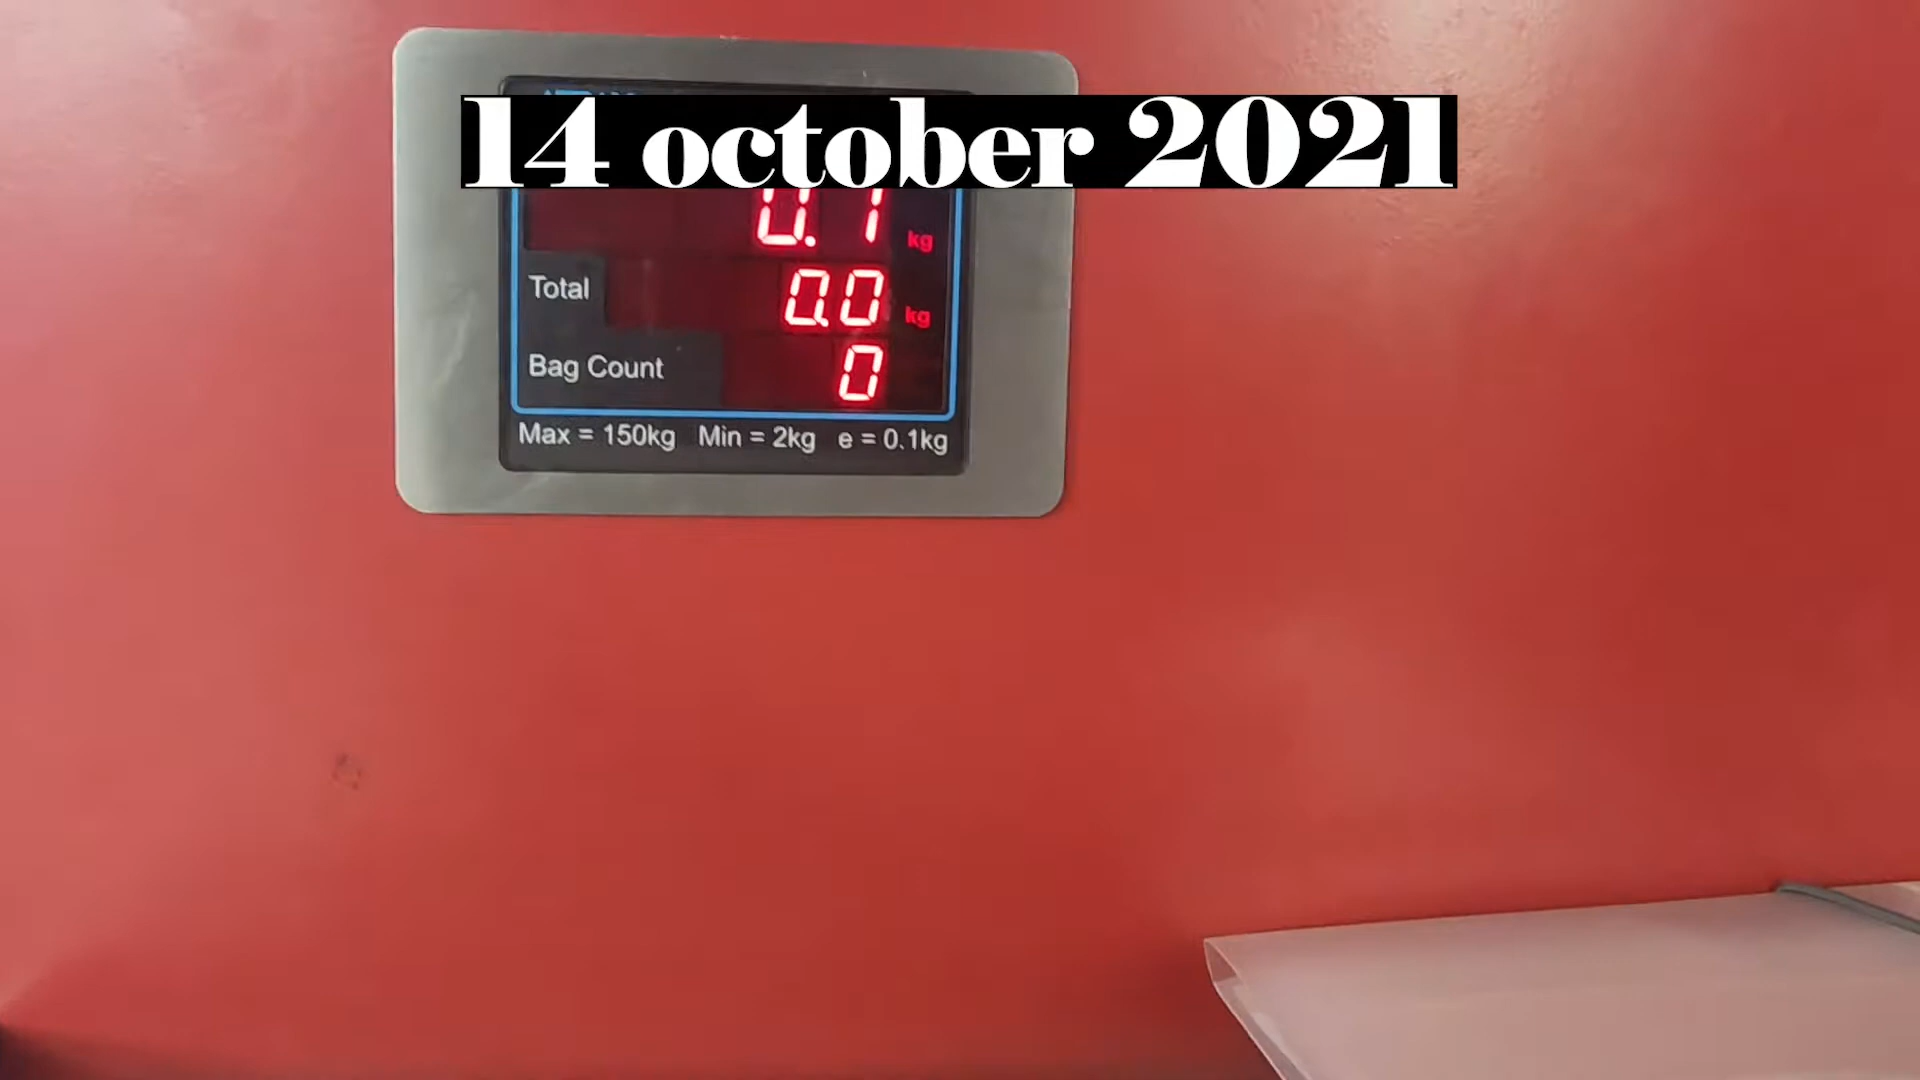 14 october 2021
0.1 kg
Total 0.0 kg
Bag Count 0
Max = 150kg Min = 2kg e = 0.1kg